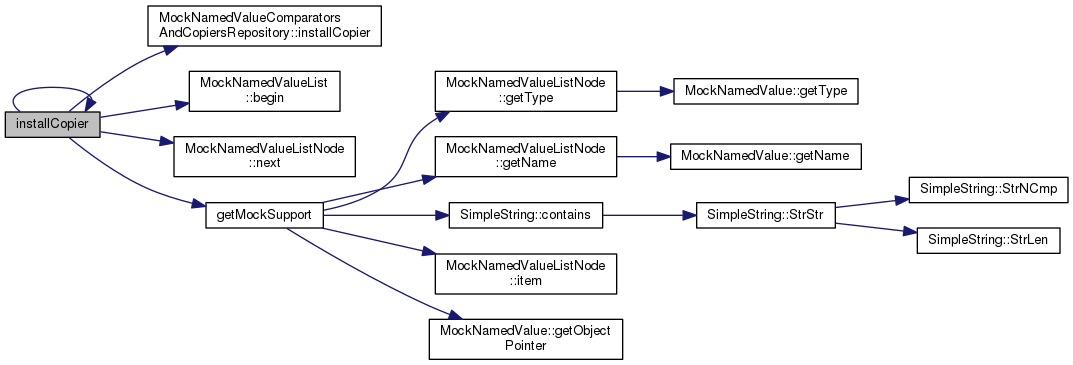 MockNamedValueComparators
AndCopiersRepository::installCopier
MockNamedValueList
::begin
MockNamedValueListNode
::getType
MockNamedValue::getType
installCopier
MockNamedValueListNode
::next
MockNamedValueListNode
::getName
MockNamedValue::getName
getMockSupport
SimpleString::contains
SimpleString::StrStr
SimpleString::StrNCmp
SimpleString::StrLen
MockNamedValueListNode
::item
MockNamedValue::getObject
Pointer